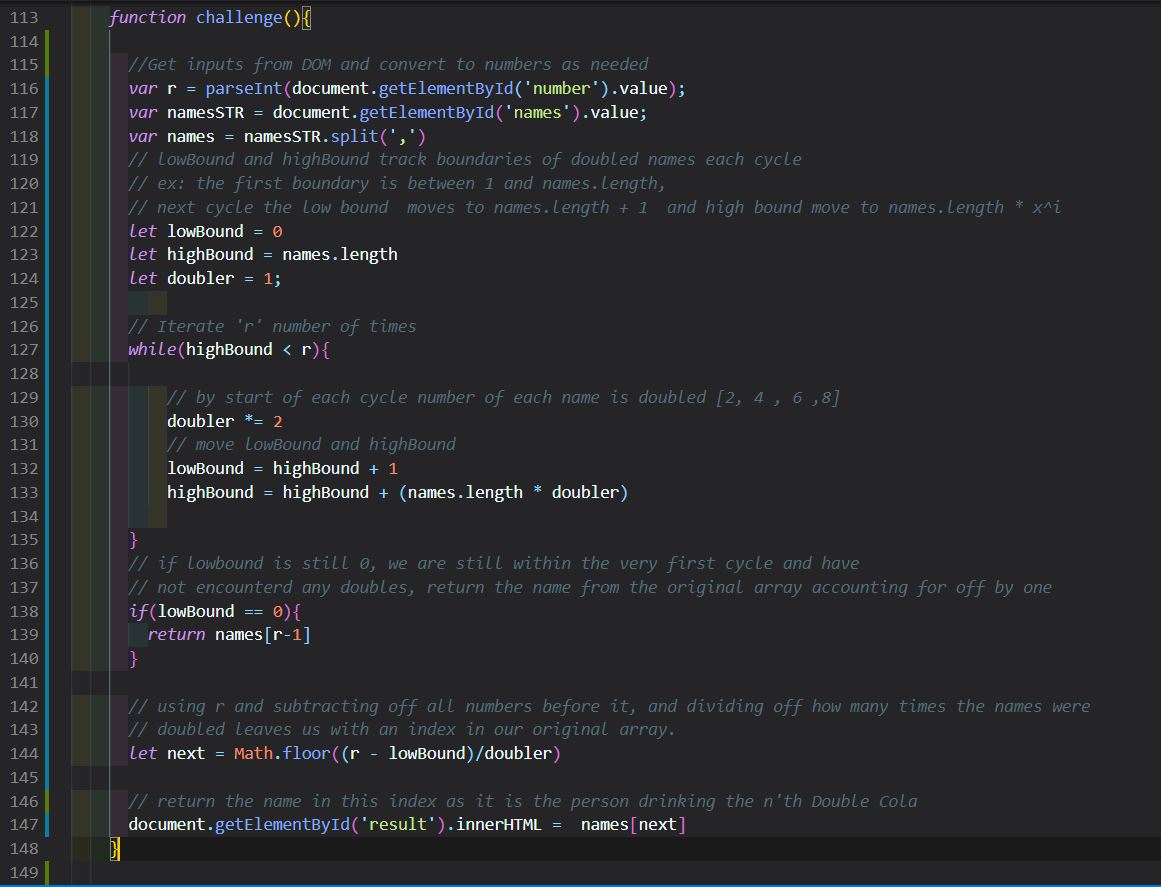 113 function challenge(){
114
115 //Get inputs from DOM and convert to numbers as needed
116 var r = parseInt(document.getElementById('number').value);
117 var namesSTR = document.getElementById('names').value;
118 var names = namesSTR.split(',')
119 // lowBound and highBound track boundaries of doubled names each cycle
120 // ex: the first boundary is between 1 and names.length,
121 // next cycle the low bound  moves to names.length + 1  and high bound move to names.length * x^i
122 let lowBound = 0
123 let highBound = names.length
124 let doubler = 1;
125
126 // Iterate 'r' number of times
127 while(highBound < r){
128
129 // by start of each cycle number of each name is doubled [2, 4 , 6 ,8]
130 doubler *= 2
131 // move lowBound and highBound
132 lowBound = highBound + 1
133 highBound = highBound + (names.length * doubler)
134
135 }
136 // if lowbound is still 0, we are still within the very first cycle and have
137 // not encounterd any doubles, return the name from the original array accounting for off by one
138 if(lowBound == 0){
139 return names[r-1]
140 }
141
142 // using r and subtracting off all numbers before it, and dividing off how many times the names were
143 // doubled leaves us with an index in our original array.
144 let next = Math.floor((r - lowBound)/doubler)
145
146 // return the name in this index as it is the person drinking the n'th Double Cola
147 document.getElementById('result').innerHTML =  names[next]
148 }
149